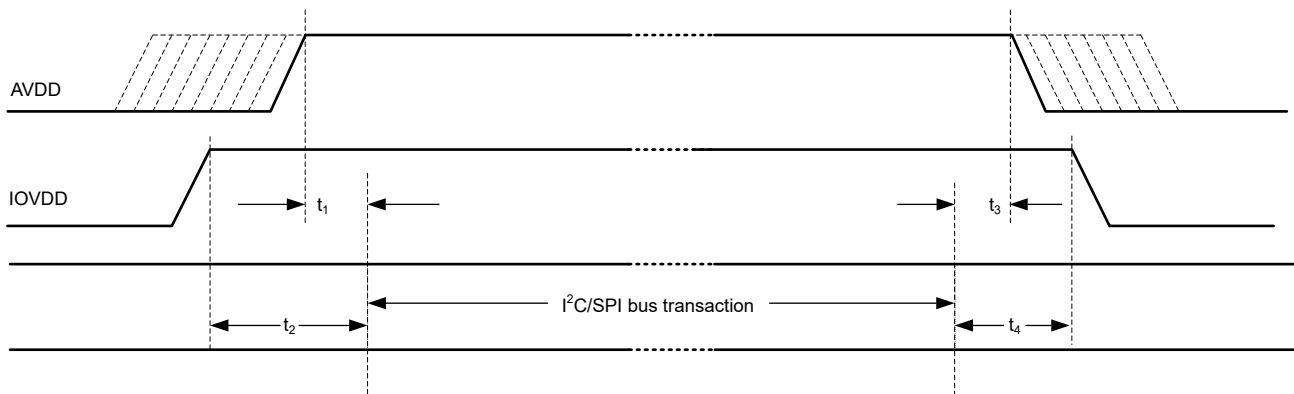 AVDD
IOVDD
t₁
t₃
I²C/SPI bus transaction
t₂
t₄